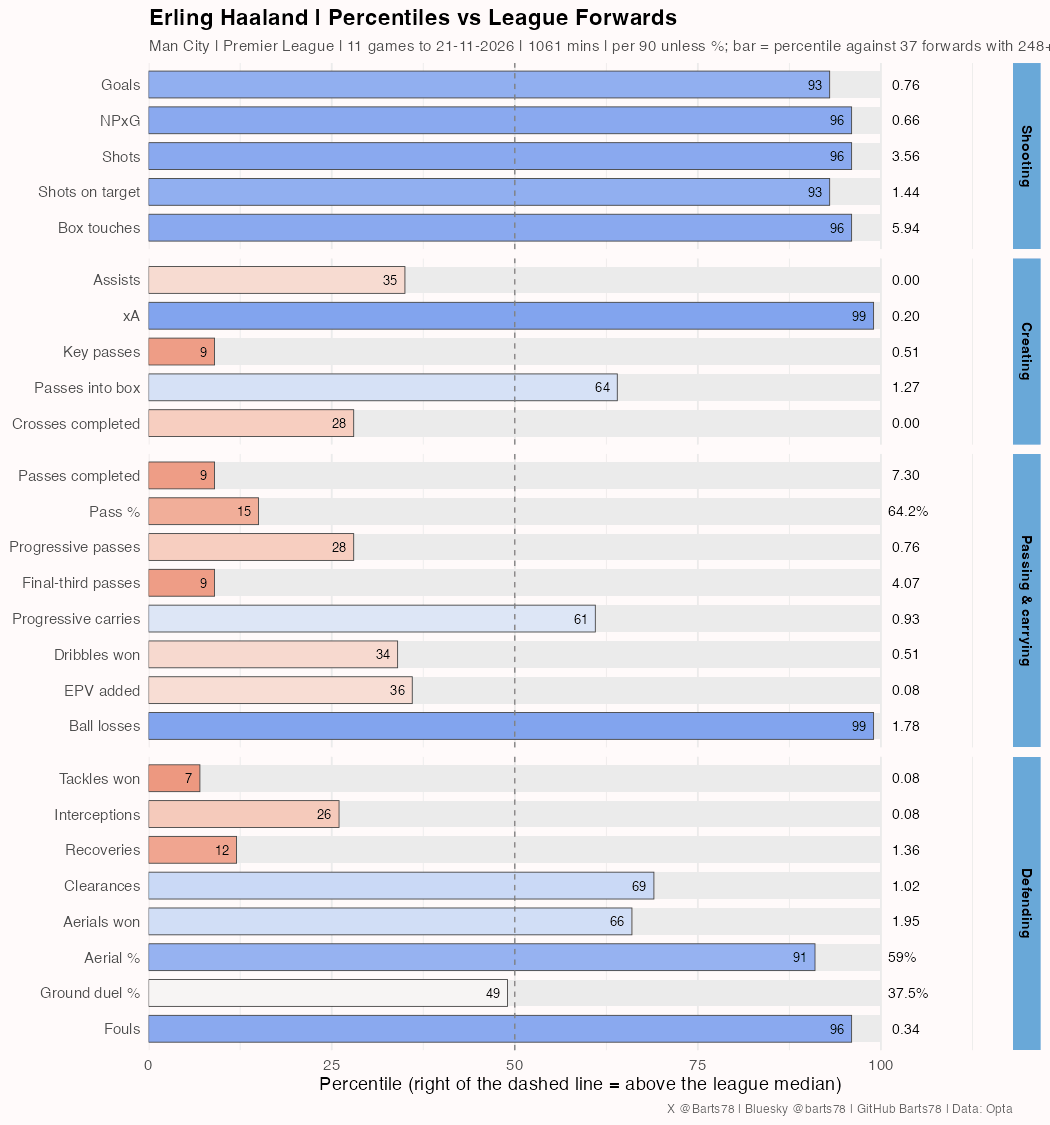 Erling Haaland | Percentiles vs League Forwards
Man City | Premier League | 11 games to 21-11-2026 | 1061 mins | per 90 unless %; bar = percentile against 37 forwards with 248+
Goals 93 0.76
NPxG 96 0.66
Shots 96 3.56
Shots on target 93 1.44
Box touches 96 5.94
Shooting
Assists 35 0.00
xA 99 0.20
Key passes 9 0.51
Passes into box 64 1.27
Crosses completed 28 0.00
Creating
Passes completed 9 7.30
Pass % 15 64.2%
Progressive passes 28 0.76
Final-third passes 9 4.07
Progressive carries 61 0.93
Dribbles won 34 0.51
EPV added 36 0.08
Ball losses 99 1.78
Passing & carrying
Tackles won 7 0.08
Interceptions 26 0.08
Recoveries 12 1.36
Clearances 69 1.02
Aerials won 66 1.95
Aerial % 91 59%
Ground duel % 49 37.5%
Fouls 96 0.34
Defending
0 25 50 75 100
Percentile (right of the dashed line = above the league median)
X @Barts78 | Bluesky @barts78 | GitHub Barts78 | Data: Opta